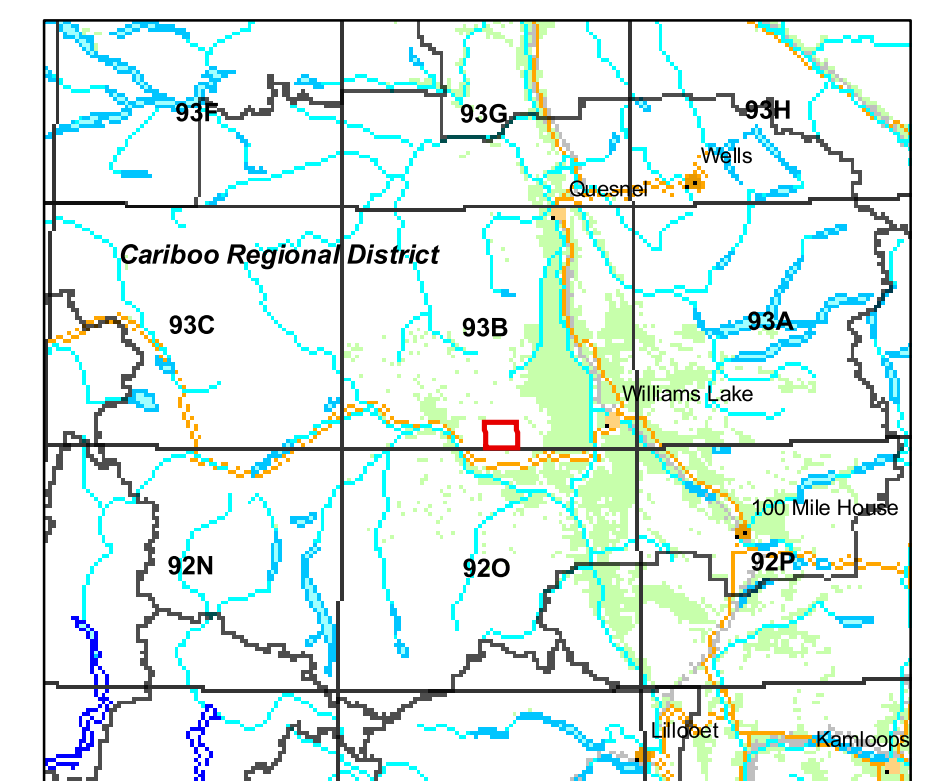 93F
93G
93H
Wells
Quesnel
Cariboo Regional District
93C
93B
93A
Williams Lake
100 Mile House
92N
92O
92P
Lillooet
Kamloops